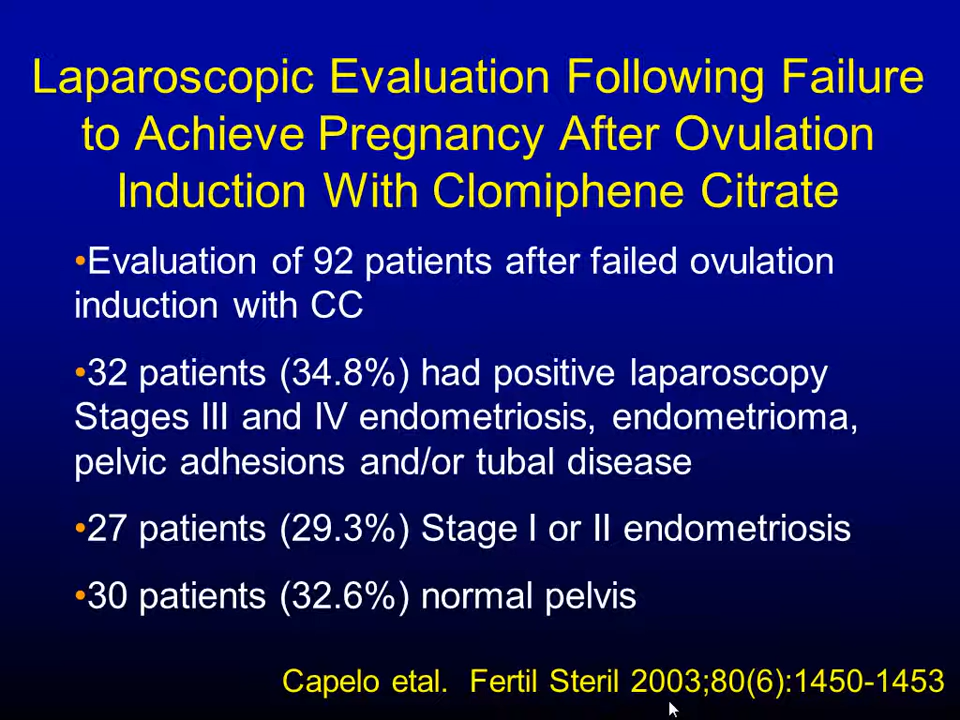 Laparoscopic Evaluation Following Failure
to Achieve Pregnancy After Ovulation
Induction With Clomiphene Citrate
•Evaluation of 92 patients after failed ovulation
induction with CC
•32 patients (34.8%) had positive laparoscopy
Stages III and IV endometriosis, endometrioma,
pelvic adhesions and/or tubal disease
•27 patients (29.3%) Stage I or II endometriosis
•30 patients (32.6%) normal pelvis
Capelo etal.  Fertil Steril 2003;80(6):1450-1453